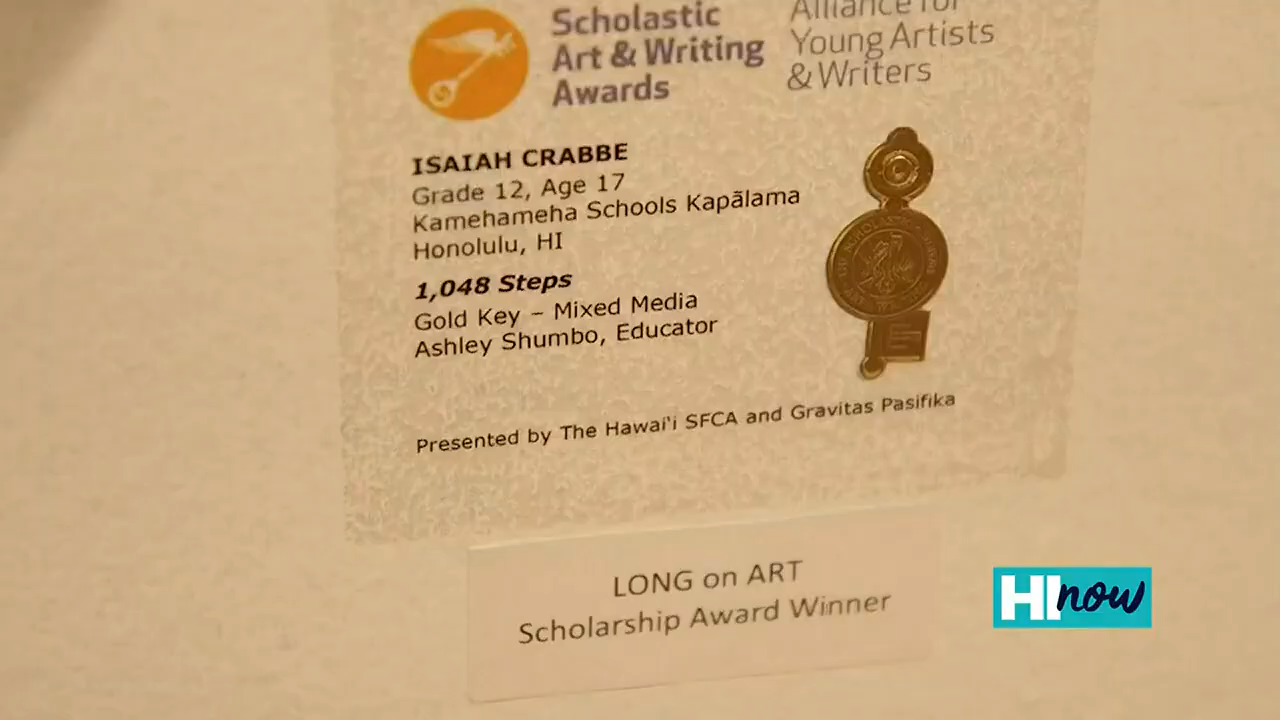 Scholastic
Art & Writing
Awards
Alliance for
Young Artists
& Writers
ISAIAH CRABBE
Grade 12, Age 17
Kamehameha Schools Kapālama
Honolulu, HI
1,048 Steps
Gold Key – Mixed Media
Ashley Shumbo, Educator
Presented by The Hawai'i SFCA and Gravitas Pasifika
LONG on ART
Scholarship Award Winner
HI now